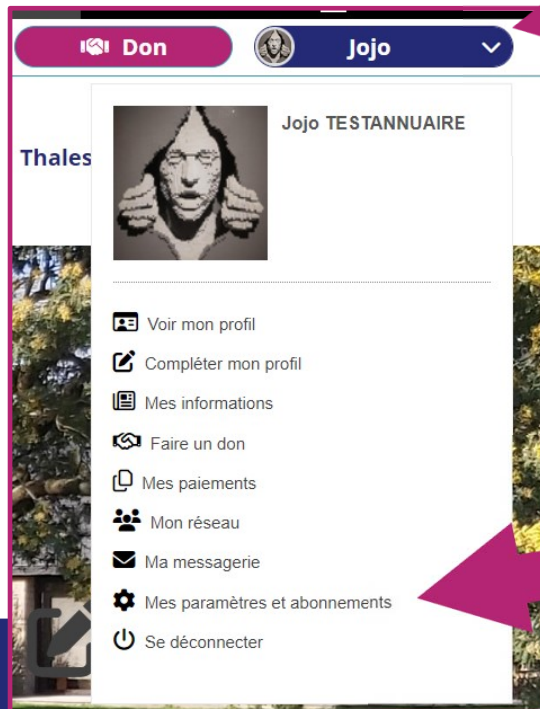 Don
Jojo
Jojo TESTANNUAIRE
Thales
Voir mon profil
Compléter mon profil
Mes informations
Faire un don
Mes paiements
Mon réseau
Ma messagerie
Mes paramètres et abonnements
Se déconnecter